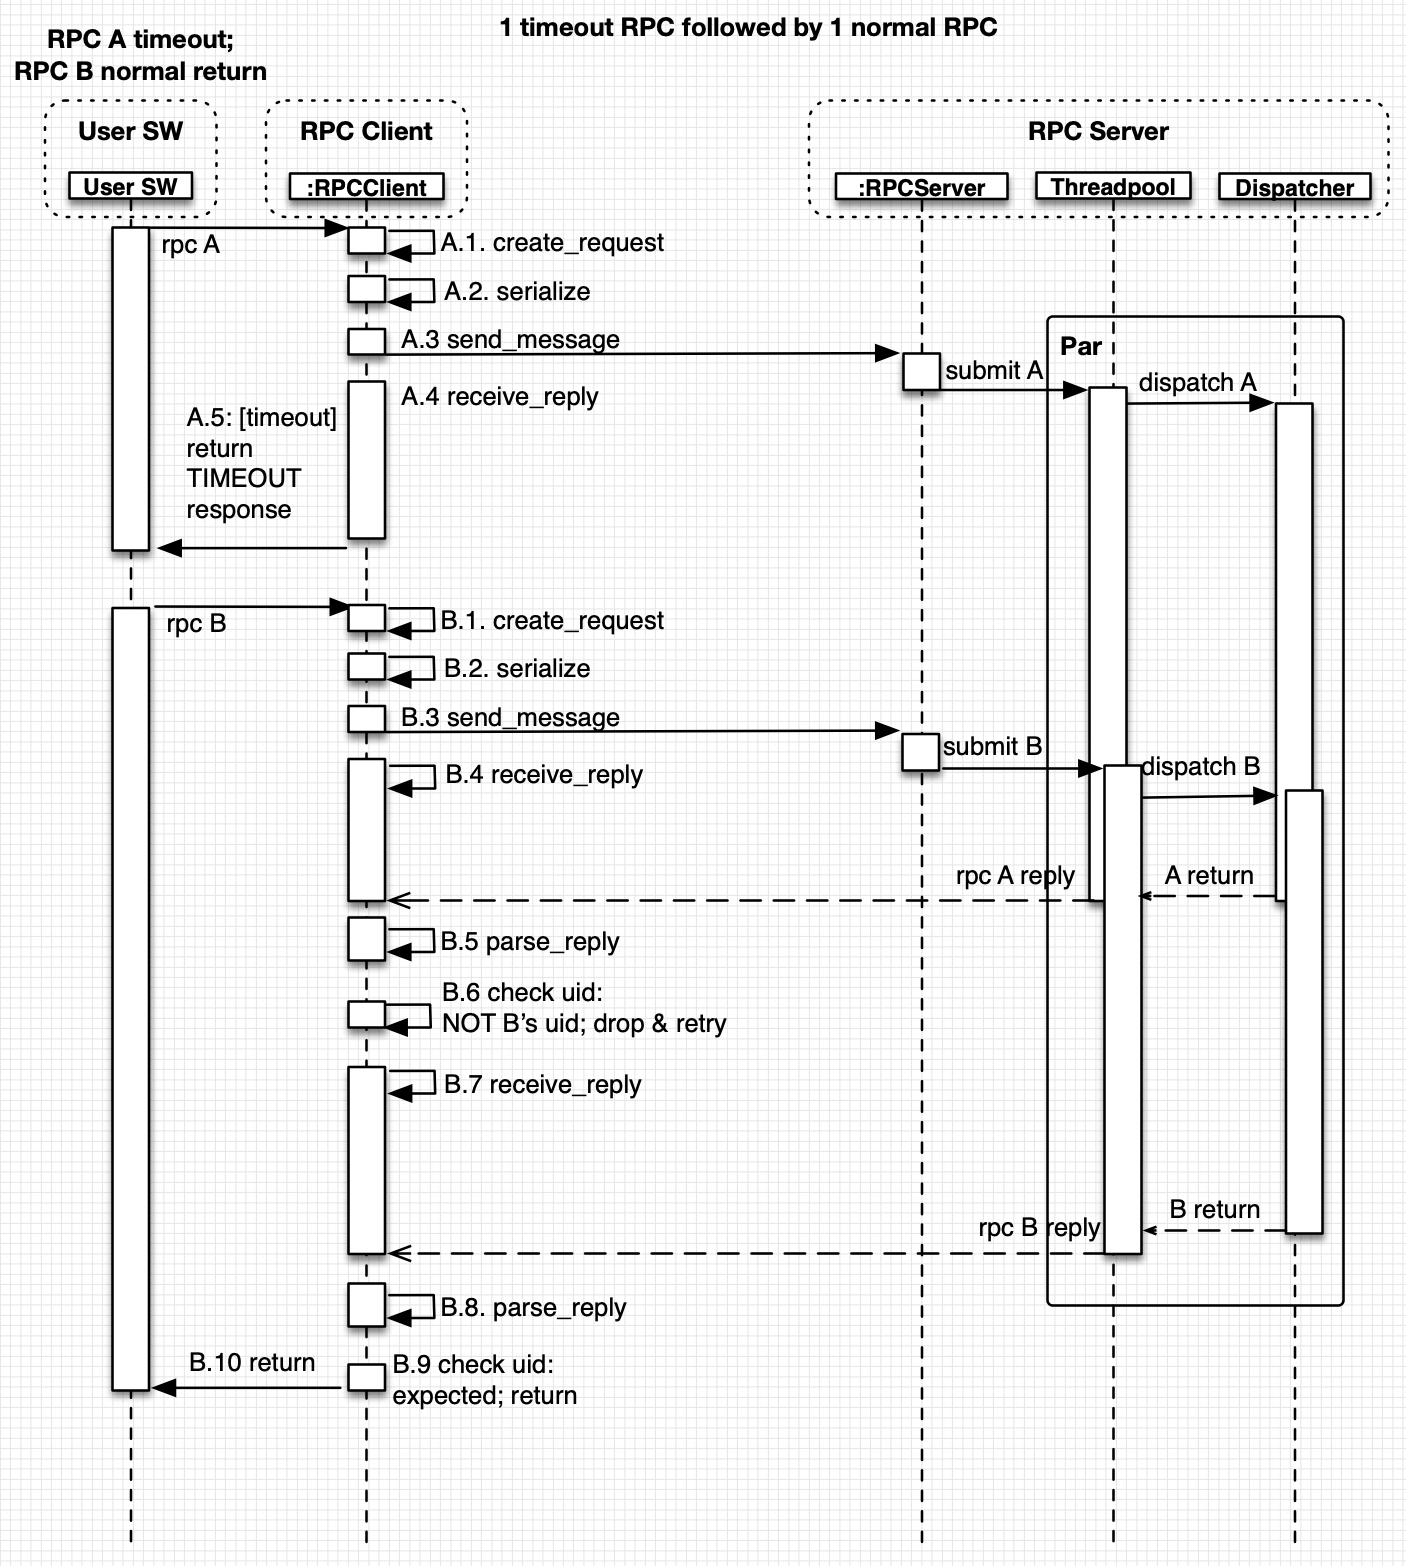 1 timeout RPC followed by 1 normal RPC
RPC A timeout;
RPC B normal return
User SW
RPC Client
RPC Server
User SW
:RPCClient
:RPCServer
Threadpool
Dispatcher
rpc A
A.1. create_request
A.2. serialize
A.3 send_message
Par
submit A
dispatch A
A.4 receive_reply
A.5: [timeout]
return
TIMEOUT
response
rpc B
B.1. create_request
B.2. serialize
B.3 send_message
submit B
dispatch B
B.4 receive_reply
rpc A reply
A return
B.5 parse_reply
B.6 check uid:
NOT B's uid; drop & retry
B.7 receive_reply
B return
rpc B reply
B.8. parse_reply
B.10 return
B.9 check uid:
expected; return